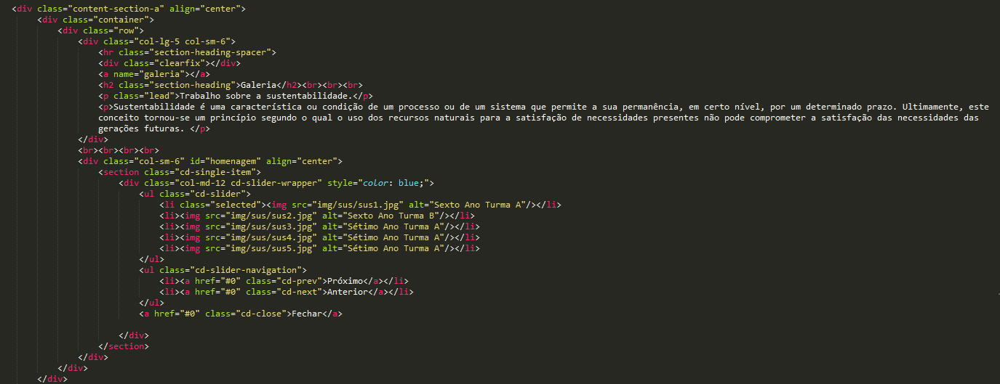 <div class="content-section-a" align="center">
<div class="container">
<div class="row">
<div class="col-lg-5 col-sm-6">
<hr class="section-heading-spacer">
<div class="clearfix"></div>
<a name="galeria"></a>
<h2 class="section-heading">Galeria</h2><br><br><br>
<p class="lead">Trabalho sobre a sustentabilidade.</p>
<p>Sustentabilidade é uma característica ou condição de um processo ou de um sistema que permite a sua permanência, em certo nível, por um determinado prazo. Ultimamente, este
conceito tornou-se um princípio segundo o qual o uso dos recursos naturais para a satisfação de necessidades presentes não pode comprometer a satisfação das necessidades das
gerações futuras. </p>
</div>
<br><br><br><br>
<div class="col-sm-6" id="homenagem" align="center">
<section class="cd-single-item">
<div class="col-md-12 cd-slider-wrapper" style="color: blue;">
<ul class="cd-slider">
<li class="selected"><img src="img/sus/sus1.jpg" alt="Sexto Ano Turma A"/></li>
<li><img src="img/sus/sus2.jpg" alt="Sexto Ano Turma B"/></li>
<li><img src="img/sus/sus3.jpg" alt="Sétimo Ano Turma A"/></li>
<li><img src="img/sus/sus4.jpg" alt="Sétimo Ano Turma A"/></li>
<li><img src="img/sus/sus5.jpg" alt="Sétimo Ano Turma A"/></li>
</ul>
<ul class="cd-slider-navigation">
<li><a href="#0" class="cd-prev">Próximo</a></li>
<li><a href="#0" class="cd-next">Anterior</a></li>
</ul>
<a href="#0" class="cd-close">Fechar</a>
</div>
</section>
</div>
</div>
</div>